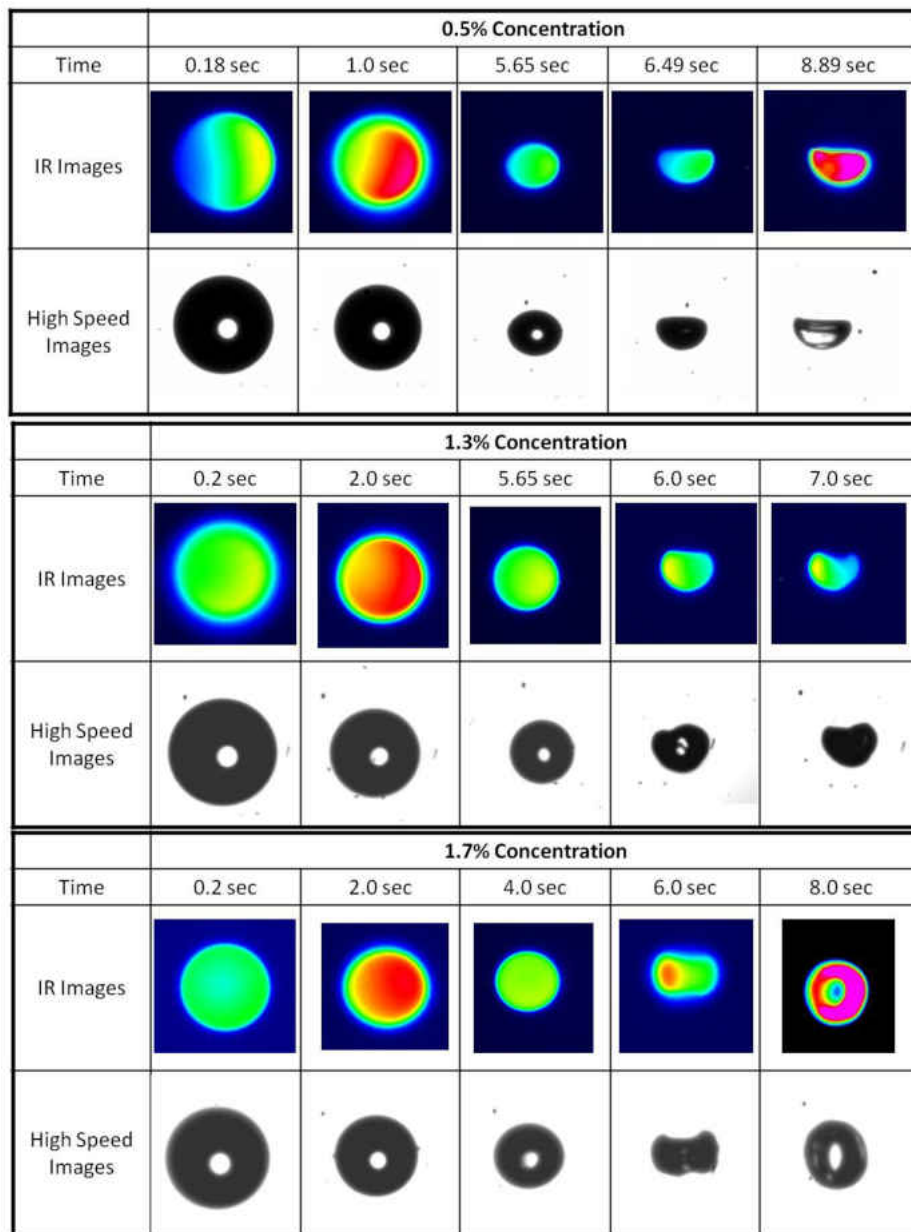 0.5% Concentration
Time 0.18 sec 1.0 sec 5.65 sec 6.49 sec 8.89 sec
IR Images
High Speed
Images
1.3% Concentration
Time 0.2 sec 2.0 sec 5.65 sec 6.0 sec 7.0 sec
IR Images
High Speed
Images
1.7% Concentration
Time 0.2 sec 2.0 sec 4.0 sec 6.0 sec 8.0 sec
IR Images
High Speed
Images